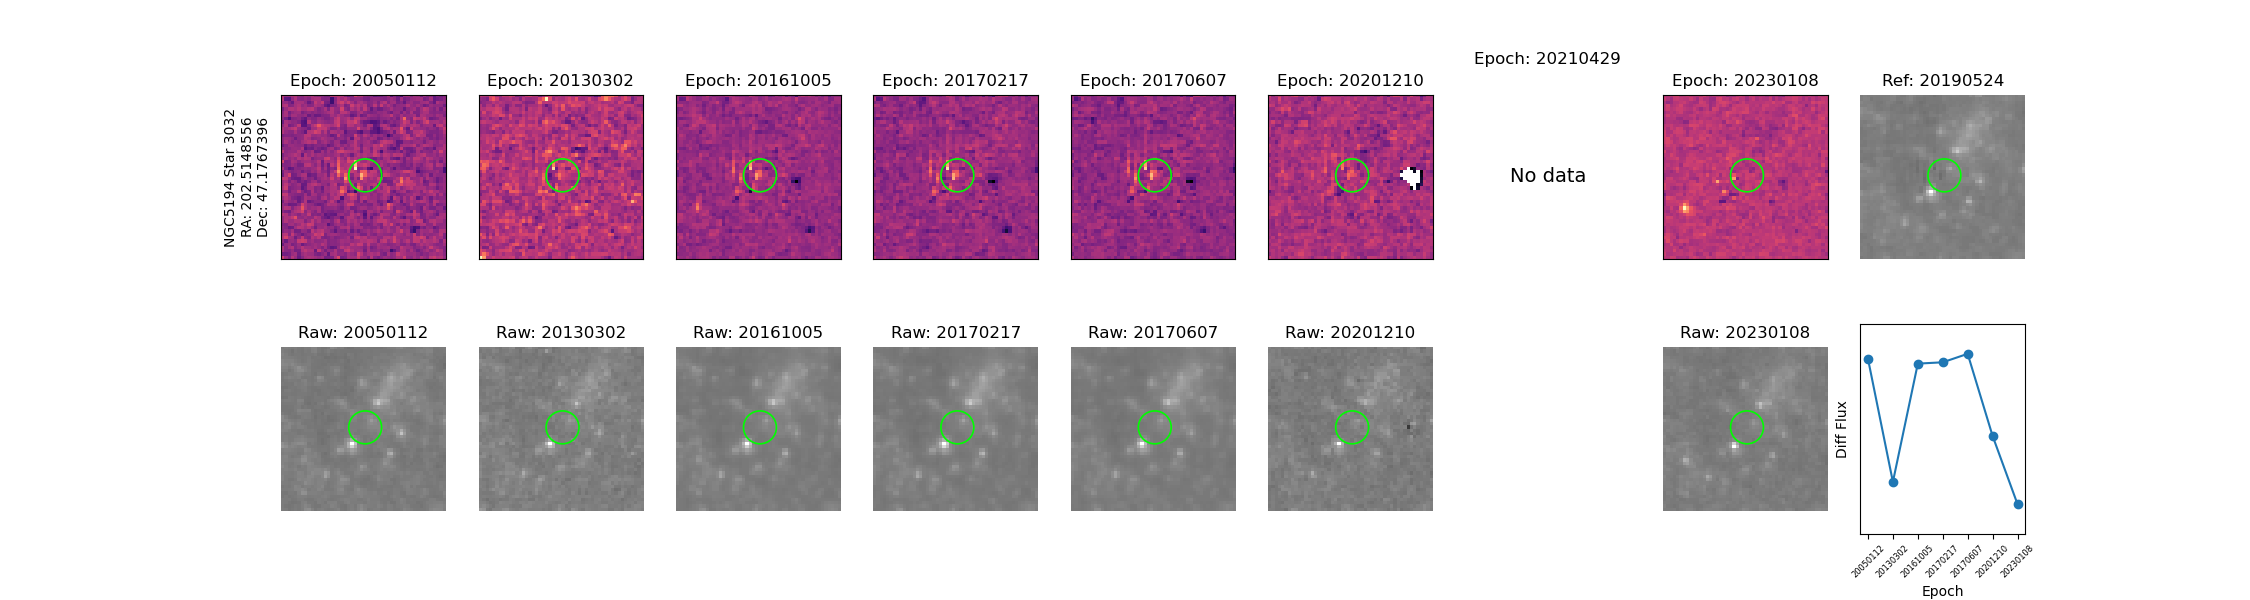 Epoch: 20210429
Epoch: 20050112
Epoch: 20130302
Epoch: 20161005
Epoch: 20170217
Epoch: 20170607
Epoch: 20201210
Epoch: 20230108
Ref: 20190524
NGC5194 Star 3032
RA: 202.5148556
Dec: 47.1767396
No data
Raw: 20050112
Raw: 20130302
Raw: 20161005
Raw: 20170217
Raw: 20170607
Raw: 20201210
Raw: 20230108
Diff Flux
20050112
20130302
20161005
20170217
20170607
20201210
20230108
Epoch